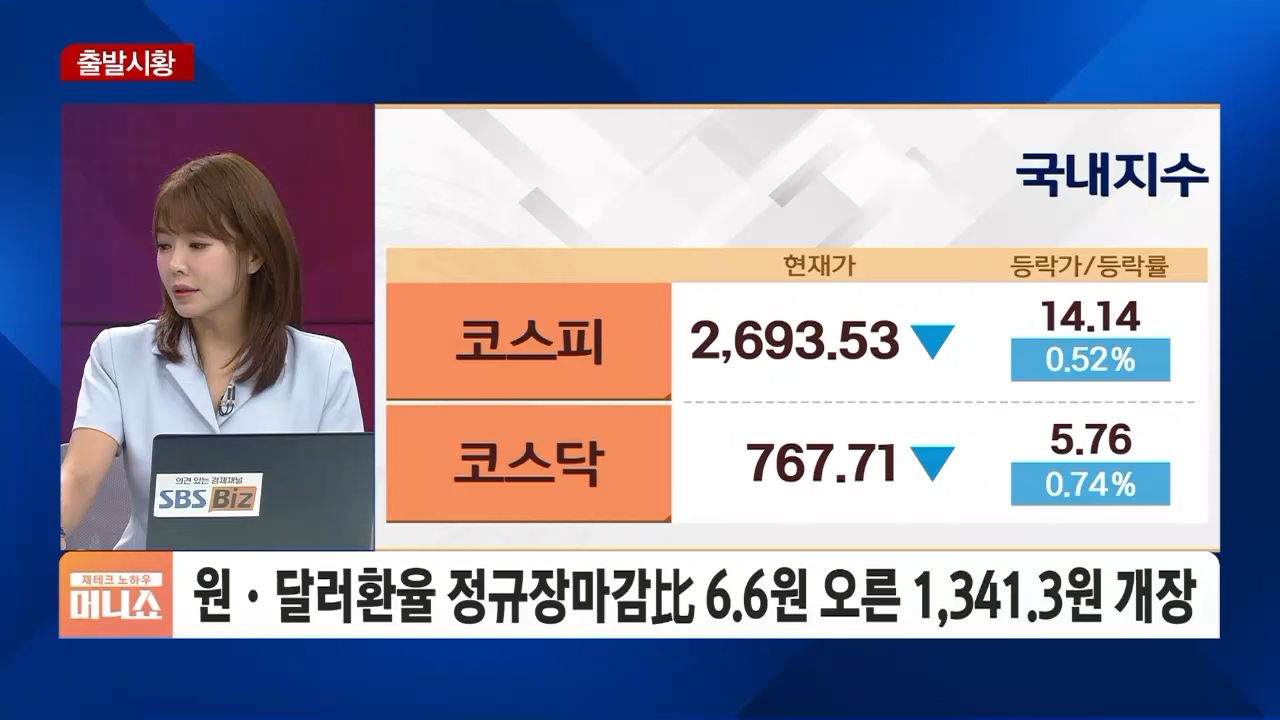 출발시황
국내지수
현재가 등락가/등락률
코스피 2,693.53 ▼ 14.14
0.52%
코스닥 767.71 ▼ 5.76
0.74%
의견 있는 경제채널
SBS Biz
재테크 노하우
머니쇼
원·달러환율 정규장마감比 6.6원 오른 1,341.3원 개장